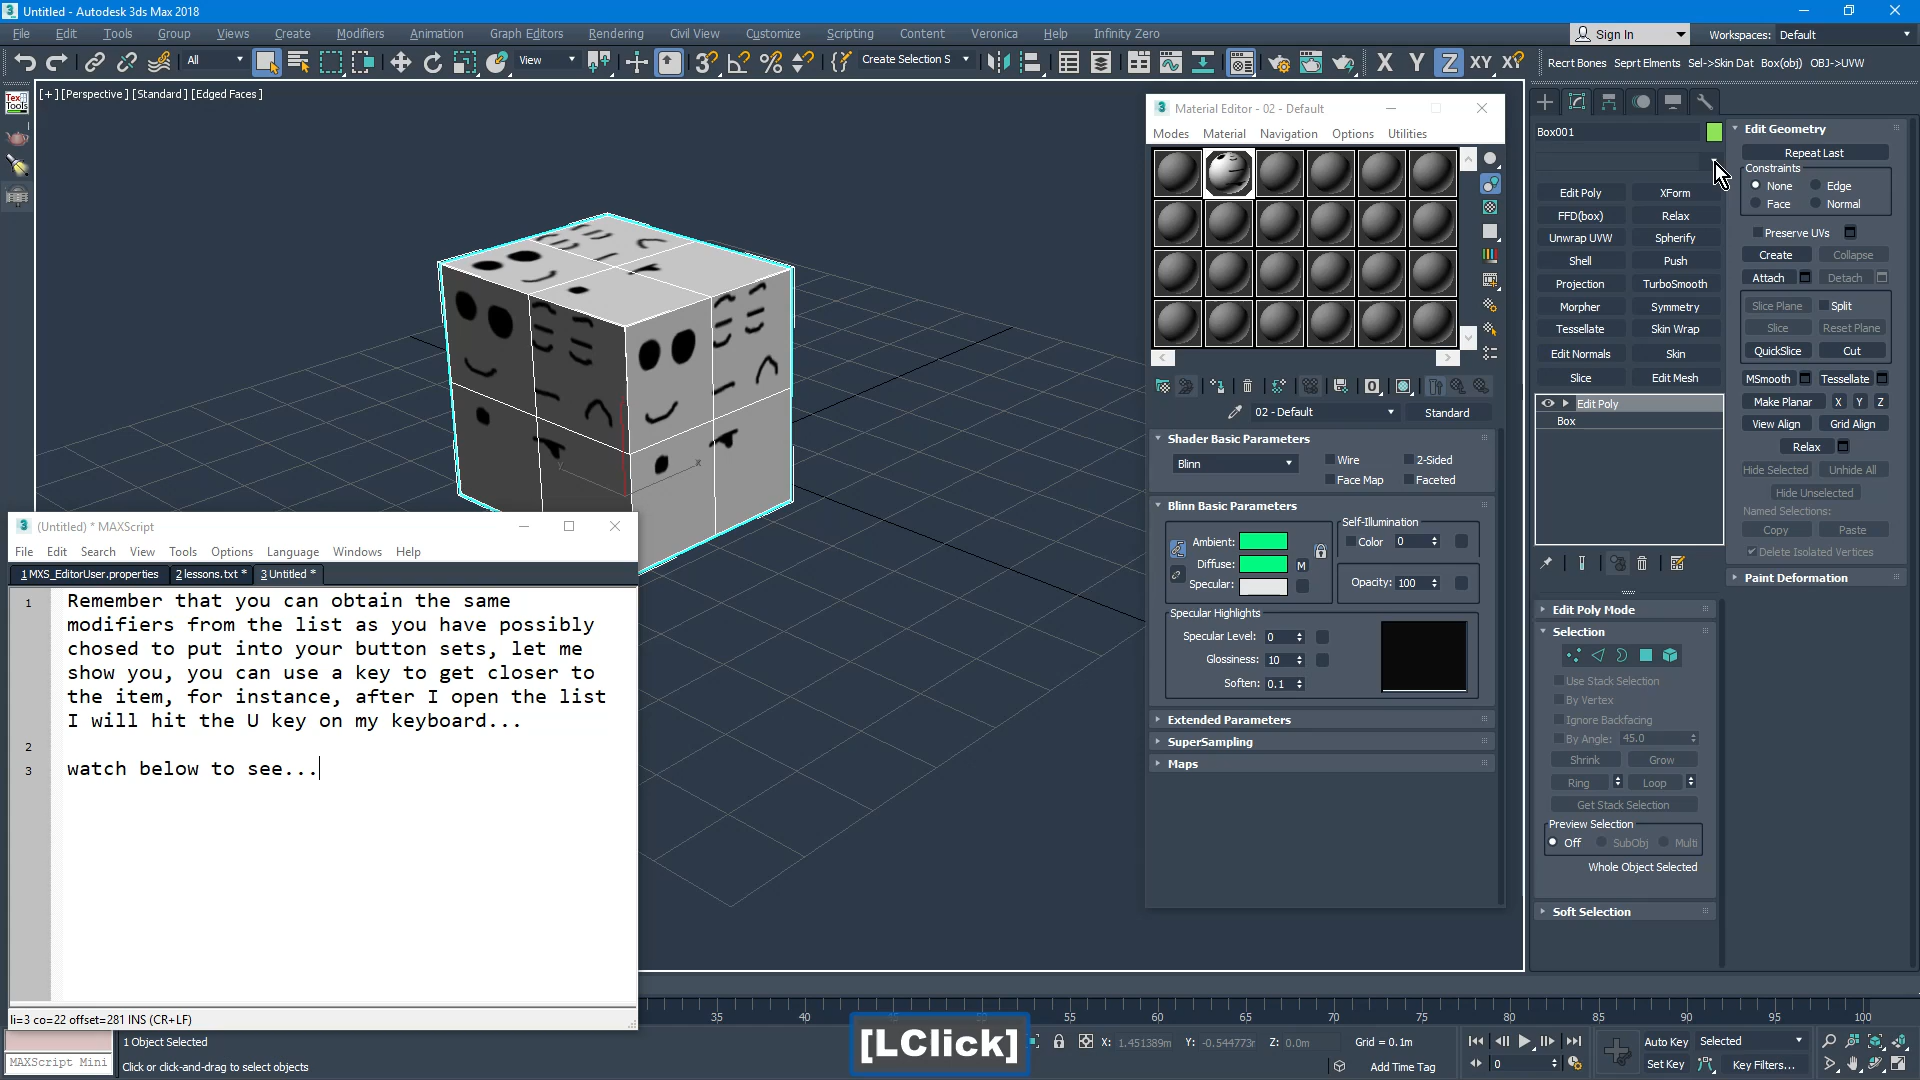 Untitled - Autodesk 3ds Max 2018
File Edit Tools Group Views Create Modifiers Animation Graph Editors Rendering Civil View Customize Scripting Content Veronica Help Infinity Zero
Sign In
Workspaces: Default
All
View
Create Selection S
X Y Z XY XY
Recrt Bones Seprt Elments Sel->Skin Dat Box(obj) OBJ->UVW
[+] [Perspective ] [Standard ] [Edged Faces ]
Tex Tools
Material Editor - 02 - Default
Modes Material Navigation Options Utilities
02 - Default
Standard
Shader Basic Parameters
Blinn
Wire 2-Sided
Face Map Faceted
Blinn Basic Parameters
Self-Illumination
Ambient:
Color 0
Diffuse: M
Specular:
Opacity: 100
Specular Highlights
Specular Level: 0
Glossiness: 10
Soften: 0.1
Extended Parameters
SuperSampling
Maps
Box001
Edit Poly XForm
FFD(box) Relax
Unwrap UVW Spherify
Shell Push
Projection TurboSmooth
Morpher Symmetry
Tessellate Skin Wrap
Edit Normals Skin
Slice Edit Mesh
Edit Poly
Box
Edit Poly Mode
Selection
Use Stack Selection
By Vertex
Ignore Backfacing
By Angle: 45.0
Shrink Grow
Ring Loop
Get Stack Selection
Preview Selection
Off SubObj Multi
Whole Object Selected
Soft Selection
Edit Geometry
Repeat Last
Constraints
None Edge
Face Normal
Preserve UVs
Create Collapse
Attach Detach
Slice Plane Split
Slice Reset Plane
QuickSlice Cut
MSmooth Tessellate
Make Planar X Y Z
View Align Grid Align
Relax
Hide Selected Unhide All
Hide Unselected
Named Selections:
Copy Paste
Delete Isolated Vertices
Paint Deformation
(Untitled) * MAXScript
File Edit Search View Tools Options Language Windows Help
1 MXS_EditorUser.properties 2 lessons.txt * 3 Untitled *
1 Remember that you can obtain the same
modifiers from the list as you have possibly
chosed to put into your button sets, let me
show you, you can use a key to get closer to
the item, for instance, after I open the list
I will hit the U key on my keyboard...
2
3 watch below to see...
li=3 co=22 offset=281 INS (CR+LF)
35 40 55 60 65 70 75 80 85 90 95 100
[LClick]
MAXScript Mini
1 Object Selected
Click or click-and-drag to select objects
X: 1.451389m Y: -0.544773m Z: 0.0m
Grid = 0.1m
Add Time Tag
0
Auto Key Selected
Set Key Key Filters...